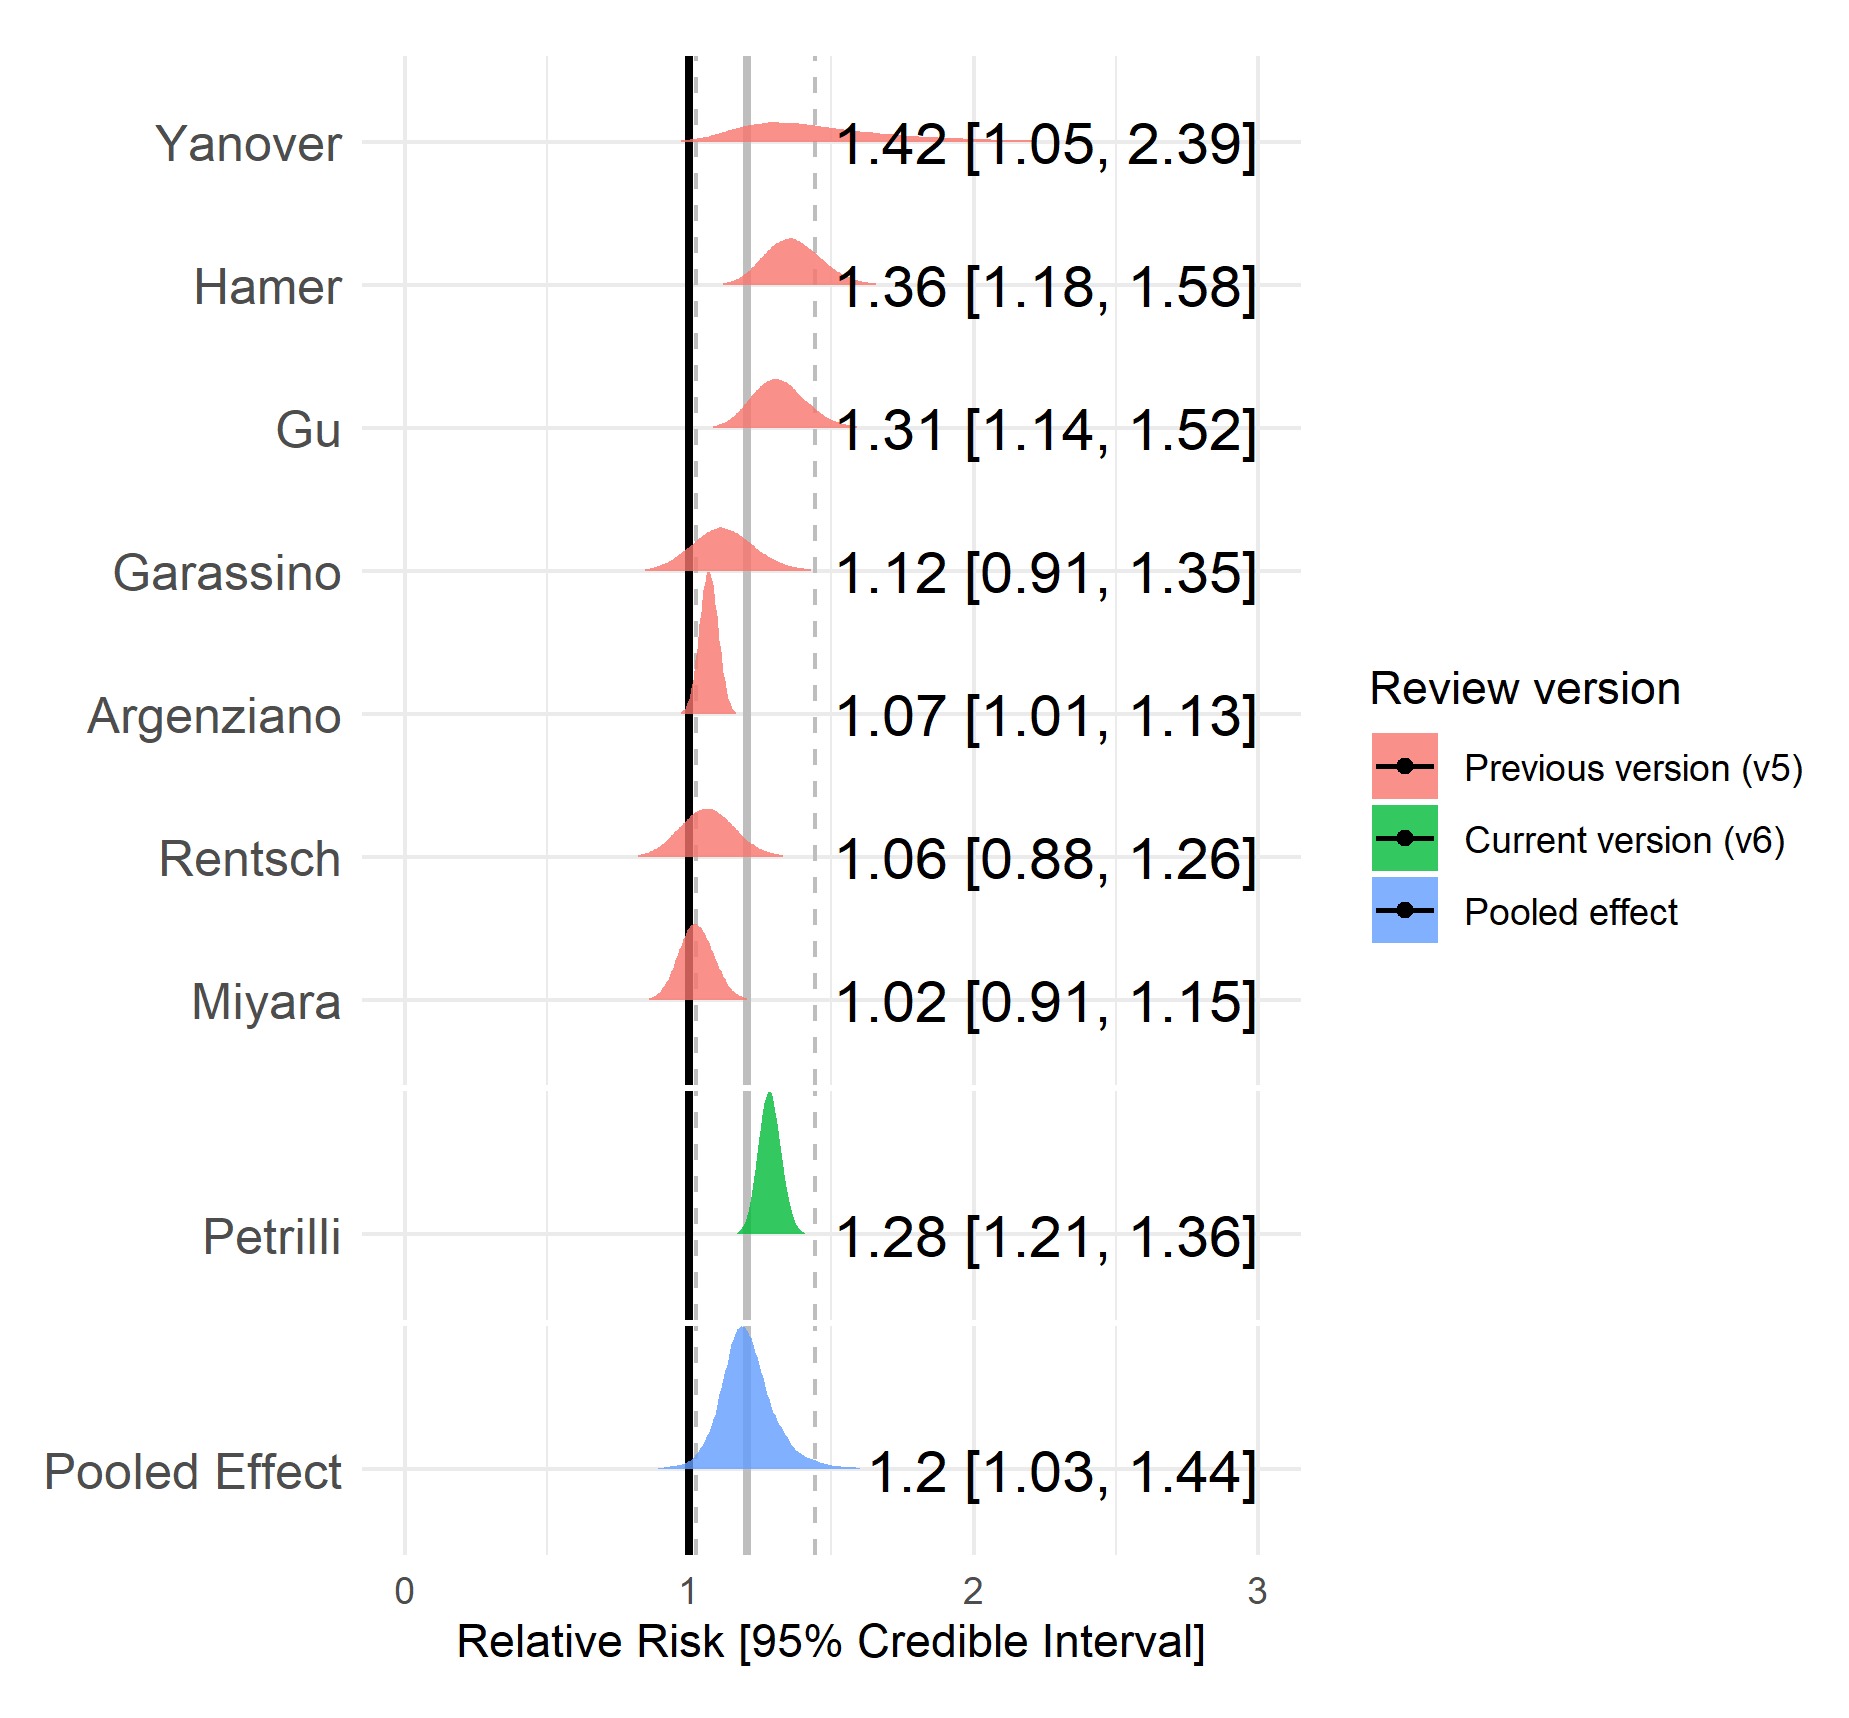 Yanover 1.42 [1.05, 2.39]
Hamer 1.36 [1.18, 1.58]
Gu 1.31 [1.14, 1.52]
Garassino 1.12 [0.91, 1.35]
Argenziano 1.07 [1.01, 1.13]
Rentsch 1.06 [0.88, 1.26]
Miyara 1.02 [0.91, 1.15]
Petrilli 1.28 [1.21, 1.36]
Pooled Effect 1.2 [1.03, 1.44]
0 1 2 3
Relative Risk [95% Credible Interval]
Review version
Previous version (v5)
Current version (v6)
Pooled effect